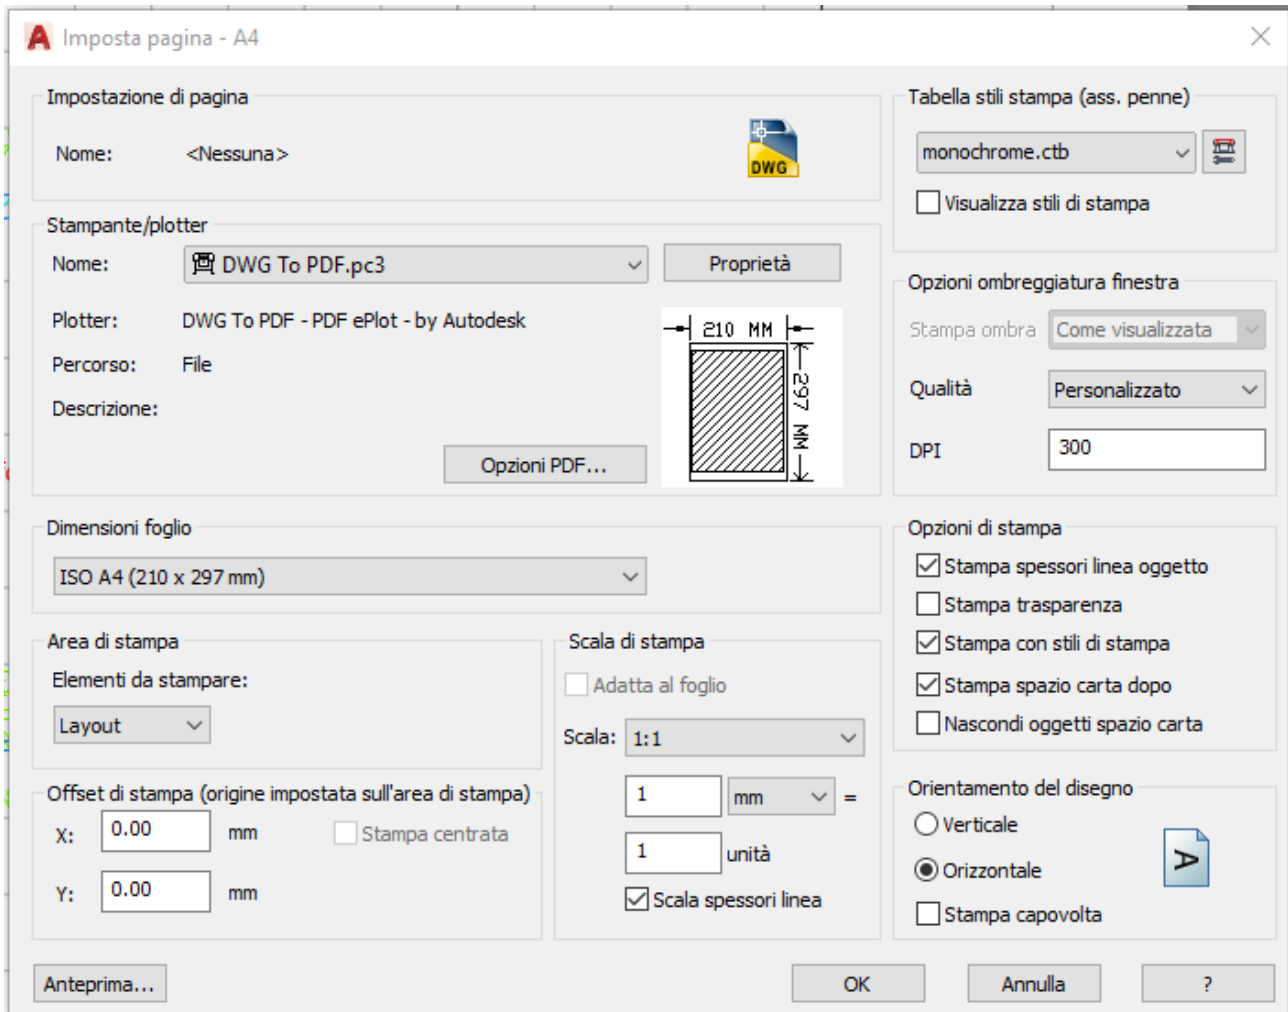 Imposta pagina - A4
Impostazione di pagina
Nome: <Nessuna>
DWG
Stampante/plotter
Nome: DWG To PDF.pc3 Proprietà
Plotter: DWG To PDF - PDF ePlot - by Autodesk
Percorso: File
Descrizione:
210 MM
297 MM
Opzioni PDF...
Dimensioni foglio
ISO A4 (210 x 297 mm)
Area di stampa
Elementi da stampare:
Layout
Offset di stampa (origine impostata sull'area di stampa)
X: 0.00 mm Stampa centrata
Y: 0.00 mm
Scala di stampa
Adatta al foglio
Scala: 1:1
1 mm =
1 unità
Scala spessori linea
Tabella stili stampa (ass. penne)
monochrome.ctb
Visualizza stili di stampa
Opzioni ombreggiatura finestra
Stampa ombra Come visualizzata
Qualità Personalizzato
DPI 300
Opzioni di stampa
Stampa spessori linea oggetto
Stampa trasparenza
Stampa con stili di stampa
Stampa spazio carta dopo
Nascondi oggetti spazio carta
Orientamento del disegno
Verticale
Orizzontale
A
Stampa capovolta
Anteprima... OK Annulla ?